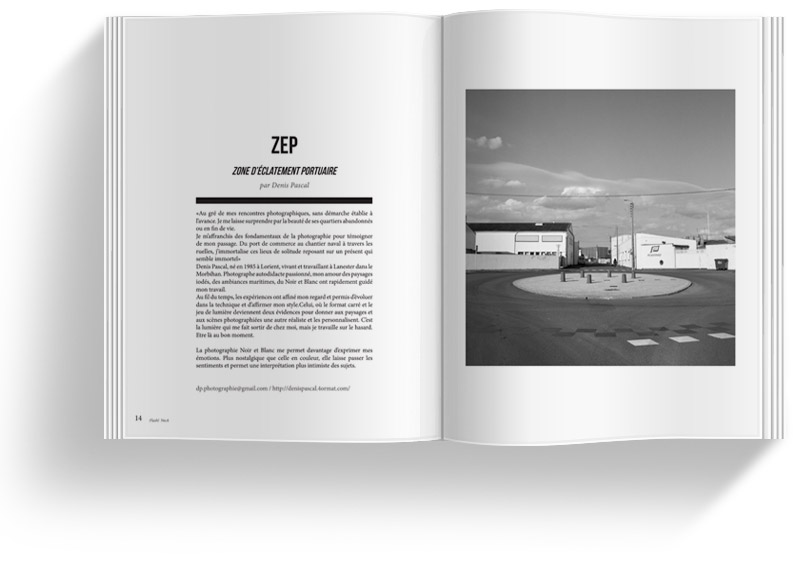 ZEP
ZONE D'ÉCLATEMENT PORTUAIRE
par Denis Pascal
«Au gré de mes rencontres photographiques, sans démarche établie à
l'avance. Je me laisse surprendre par la beauté de ses quartiers abandonnés
ou en fin de vie.
Je m'affranchis des fondamentaux de la photographie pour témoigner
de mon passage. Du port de commerce au chantier naval à travers les
ruelles, j'immortalise ces lieux de solitude reposant sur un présent qui
semble immortel»
Denis Pascal, né en 1985 à Lorient, vivant et travaillant à Lanester dans le
Morbihan. Photographe autodidacte passionné, mon amour des paysages
iodés, des ambiances maritimes, du Noir et Blanc ont rapidement guidé
mon travail.
Au fil du temps, les expériences ont affiné mon regard et permis d'évoluer
dans la technique et d'affirmer mon style.Celui, où le format carré et le
jeu de lumière deviennent deux évidences pour donner aux paysages et
aux scènes photographiées une autre réaliste et les personnalisent. C'est
la lumière qui me fait sortir de chez moi, mais je travaille sur le hasard.
Etre là au bon moment.
La photographie Noir et Blanc me permet davantage d'exprimer mes
émotions. Plus nostalgique que celle en couleur, elle laisse passer les
sentiments et permet une interprétation plus intimiste des sujets.
dp.photographie@gmail.com / http://denispascal.4ormat.com/
14